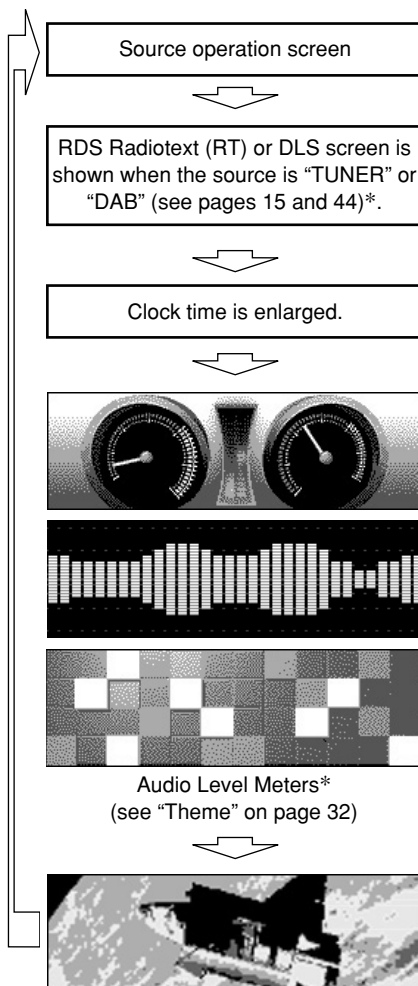 Source operation screen
RDS Radiotext (RT) or DLS screen is
shown when the source is “TUNER” or
“DAB” (see pages 15 and 44)*.
Clock time is enlarged.
Audio Level Meters*
(see “Theme” on page 32)